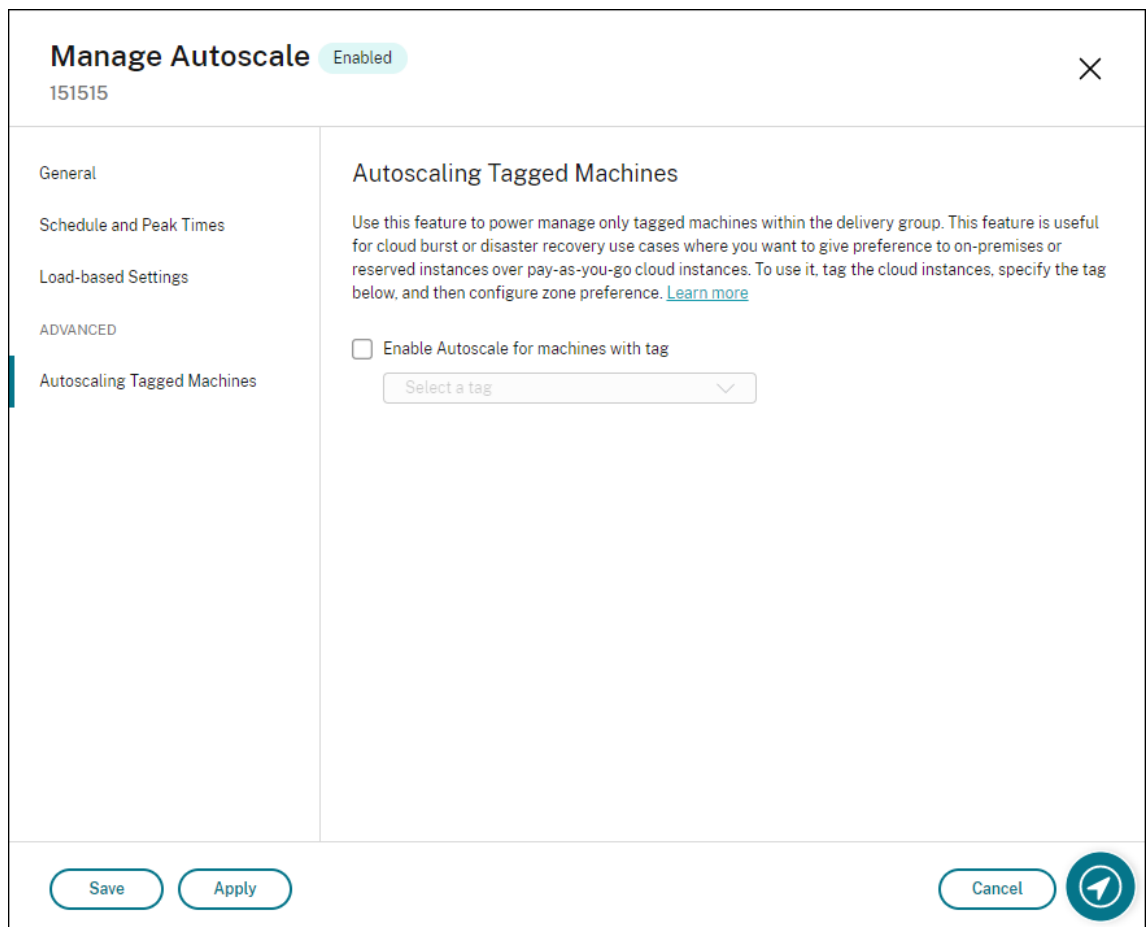 Manage Autoscale Enabled
151515
General
Schedule and Peak Times
Load-based Settings
ADVANCED
Autoscaling Tagged Machines
Autoscaling Tagged Machines
Use this feature to power manage only tagged machines within the delivery group. This feature is useful
for cloud burst or disaster recovery use cases where you want to give preference to on-premises or
reserved instances over pay-as-you-go cloud instances. To use it, tag the cloud instances, specify the tag
below, and then configure zone preference. Learn more
Enable Autoscale for machines with tag
Select a tag
Save Apply Cancel